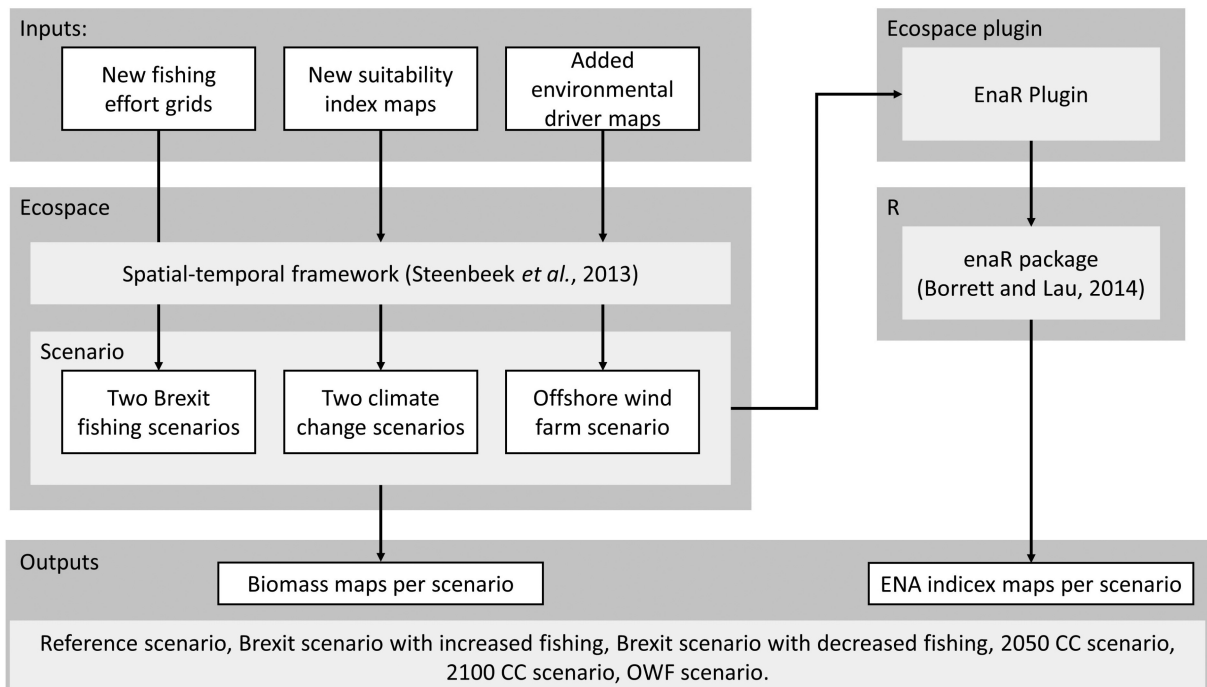 Inputs:
New fishing
effort grids
New suitability
index maps
Added
environmental
driver maps
Ecospace
Spatial-temporal framework (Steenbeek et al., 2013)
Scenario
Two Brexit
fishing scenarios
Two climate
change scenarios
Offshore wind
farm scenario
Ecospace plugin
EnaR Plugin
R
enaR package
(Borrett and Lau, 2014)
Outputs
Biomass maps per scenario
ENA indicex maps per scenario
Reference scenario, Brexit scenario with increased fishing, Brexit scenario with decreased fishing, 2050 CC scenario,
2100 CC scenario, OWF scenario.